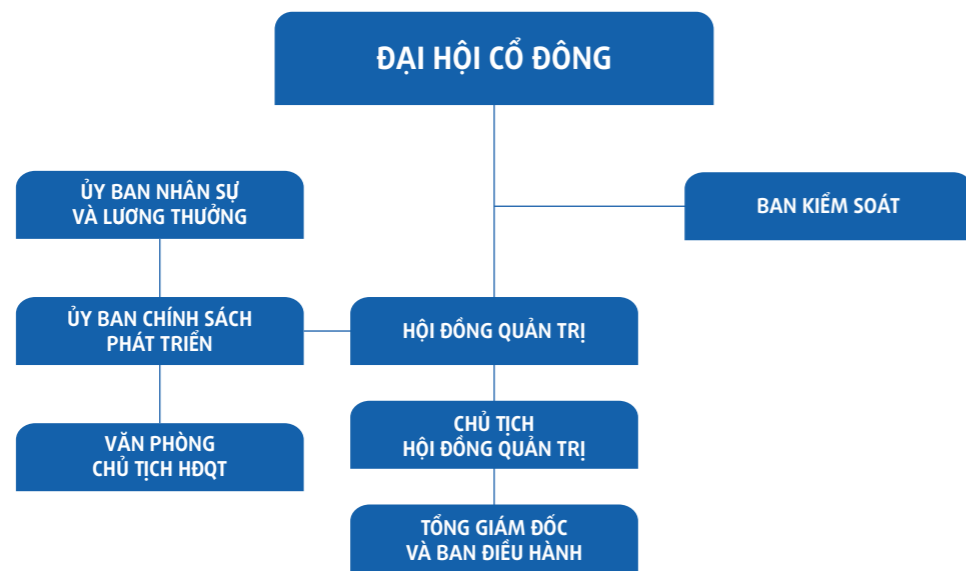 ĐẠI HỘI CỔ ĐÔNG
ỦY BAN NHÂN SỰ
VÀ LƯƠNG THƯỞNG
BAN KIỂM SOÁT
ỦY BAN CHÍNH SÁCH
PHÁT TRIỂN
HỘI ĐỒNG QUẢN TRỊ
VĂN PHÒNG
CHỦ TỊCH HĐQT
CHỦ TỊCH
HỘI ĐỒNG QUẢN TRỊ
TỔNG GIÁM ĐỐC
VÀ BAN ĐIỀU HÀNH